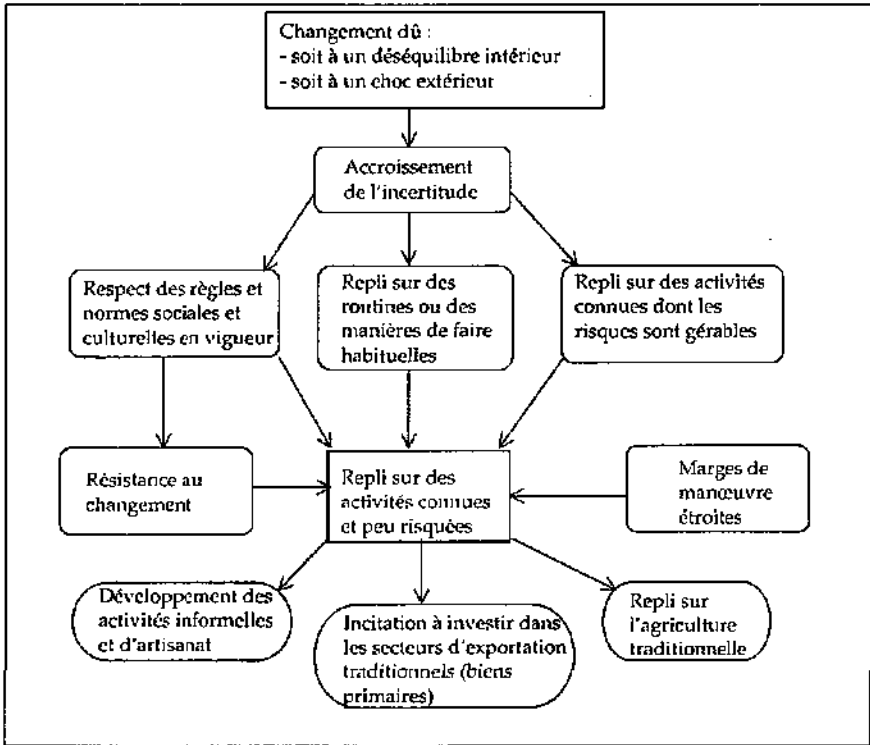 Changement dû :
- soit à un déséquilibre intérieur
- soit à un choc extérieur
Accroissement
de l'incertitude
Respect des règles et
normes sociales et
culturelles en vigueur
Repli sur des
routines ou des
manières de faire
habituelles
Repli sur des activités
connues dont les
risques sont gérables
Résistance au
changement
Repli sur des
activités connues
et peu risquées
Marges de
manœuvre
étroites
Développement des
activités informelles
et d'artisanat
Incitation à investir dans
les secteurs d'exportation
traditionnels (biens
primaires)
Repli sur
l'agriculture
traditionnelle